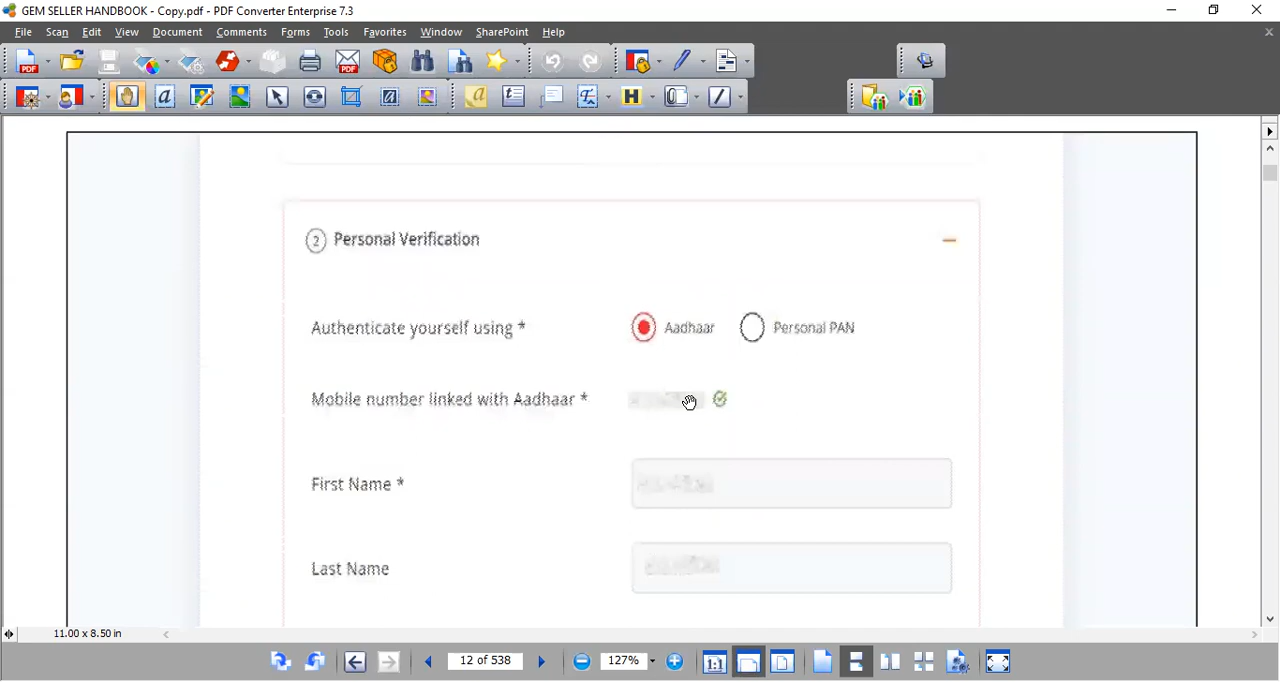 GEM SELLER HANDBOOK - Copy.pdf - PDF Converter Enterprise 7.3
File Scan Edit View Document Comments Forms Tools Favorites Window SharePoint Help
2 Personal Verification
Authenticate yourself using * Aadhaar Personal PAN
Mobile number linked with Aadhaar *
First Name *
Last Name
11.00 x 8.50 in
12 of 538 127% 1:1